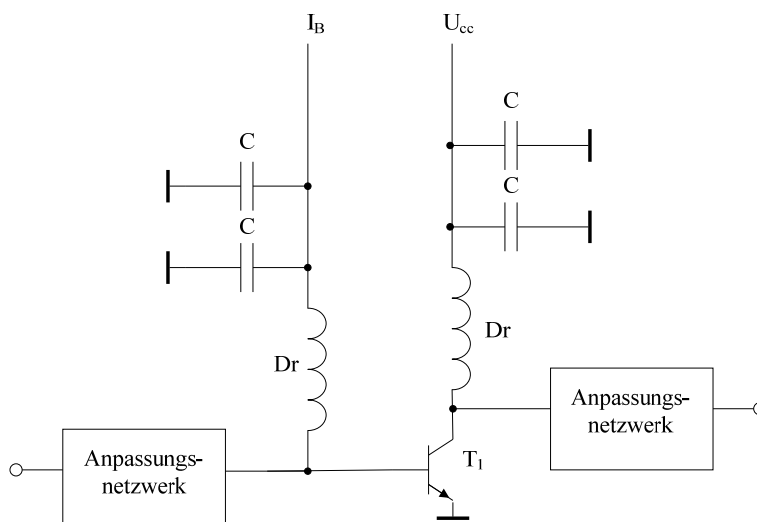 I_B
U_cc
C
C
C
C
Dr
Dr
Anpassungs-
netzwerk
T_1
Anpassungs-
netzwerk